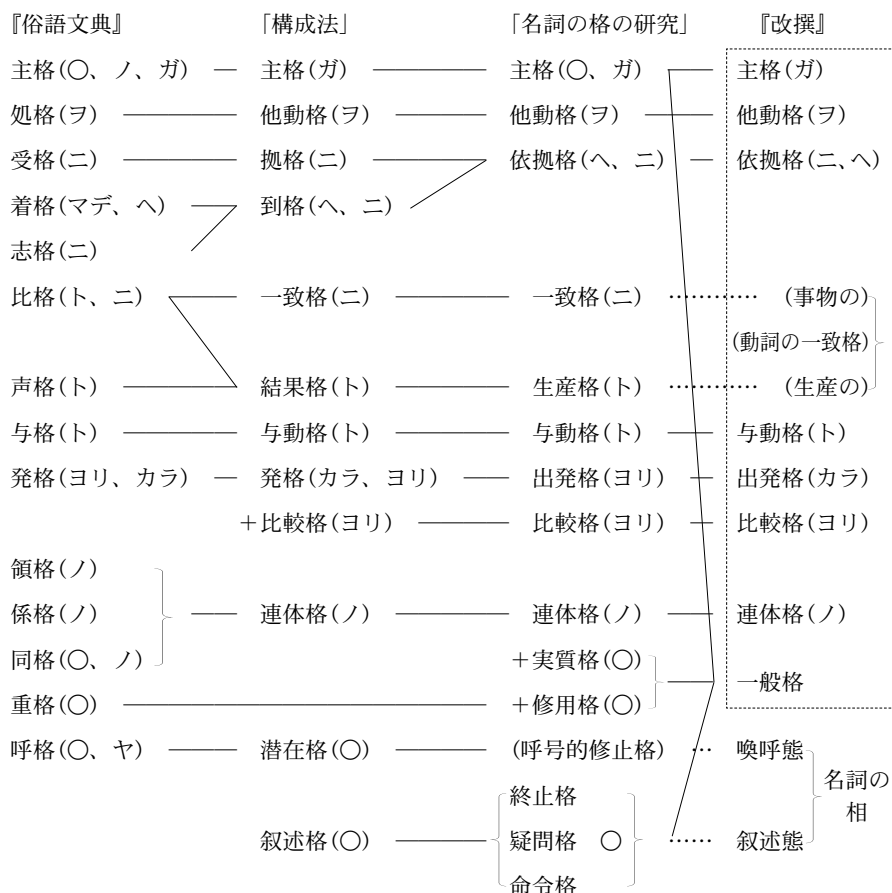 『俗語文典』 「構成法」 「名詞の格の研究」 『改撰』
主格(〇、ノ、ガ) 主格(ガ) 主格(〇、ガ) 主格(ガ)
処格(ヲ) 他動格(ヲ) 他動格(ヲ) 他動格(ヲ)
受格(ニ) 拠格(ニ) 依拠格(ヘ、ニ) 依拠格(ニ、ヘ)
着格(マデ、ヘ) 到格(ヘ、ニ)
志格(ニ)
比格(ト、ニ) 一致格(ニ) 一致格(ニ) (事物の)
(動詞の一致格)
声格(ト) 結果格(ト) 生産格(ト) (生産の)
与格(ト) 与動格(ト) 与動格(ト) 与動格(ト)
発格(ヨリ、カラ) 発格(カラ、ヨリ) 出発格(ヨリ) 出発格(カラ)
+比較格(ヨリ) 比較格(ヨリ) 比較格(ヨリ)
領格(ノ)
係格(ノ) 連体格(ノ) 連体格(ノ) 連体格(ノ)
同格(〇、ノ) +実質格(〇)
一般格
重格(〇) +修用格(〇)
呼格(〇、ヤ) 潜在格(〇) (呼号的修止格) 喚呼態
終止格 名詞の
相
叙述格(〇) 疑問格 〇 叙述態
命令格